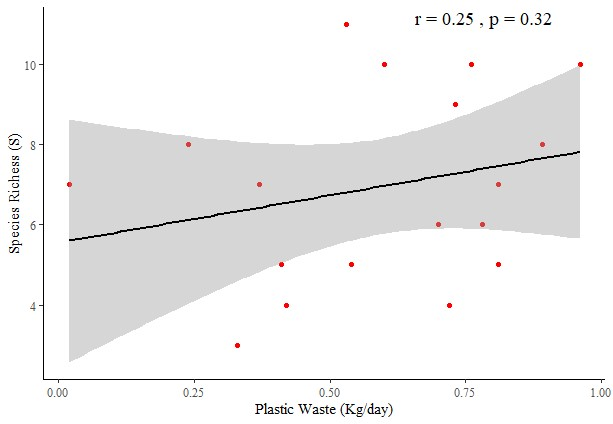 r = 0.25 , p = 0.32
Species Richess (S)
10
8
6
4
0.00 0.25 0.50 0.75 1.00
Plastic Waste (Kg/day)